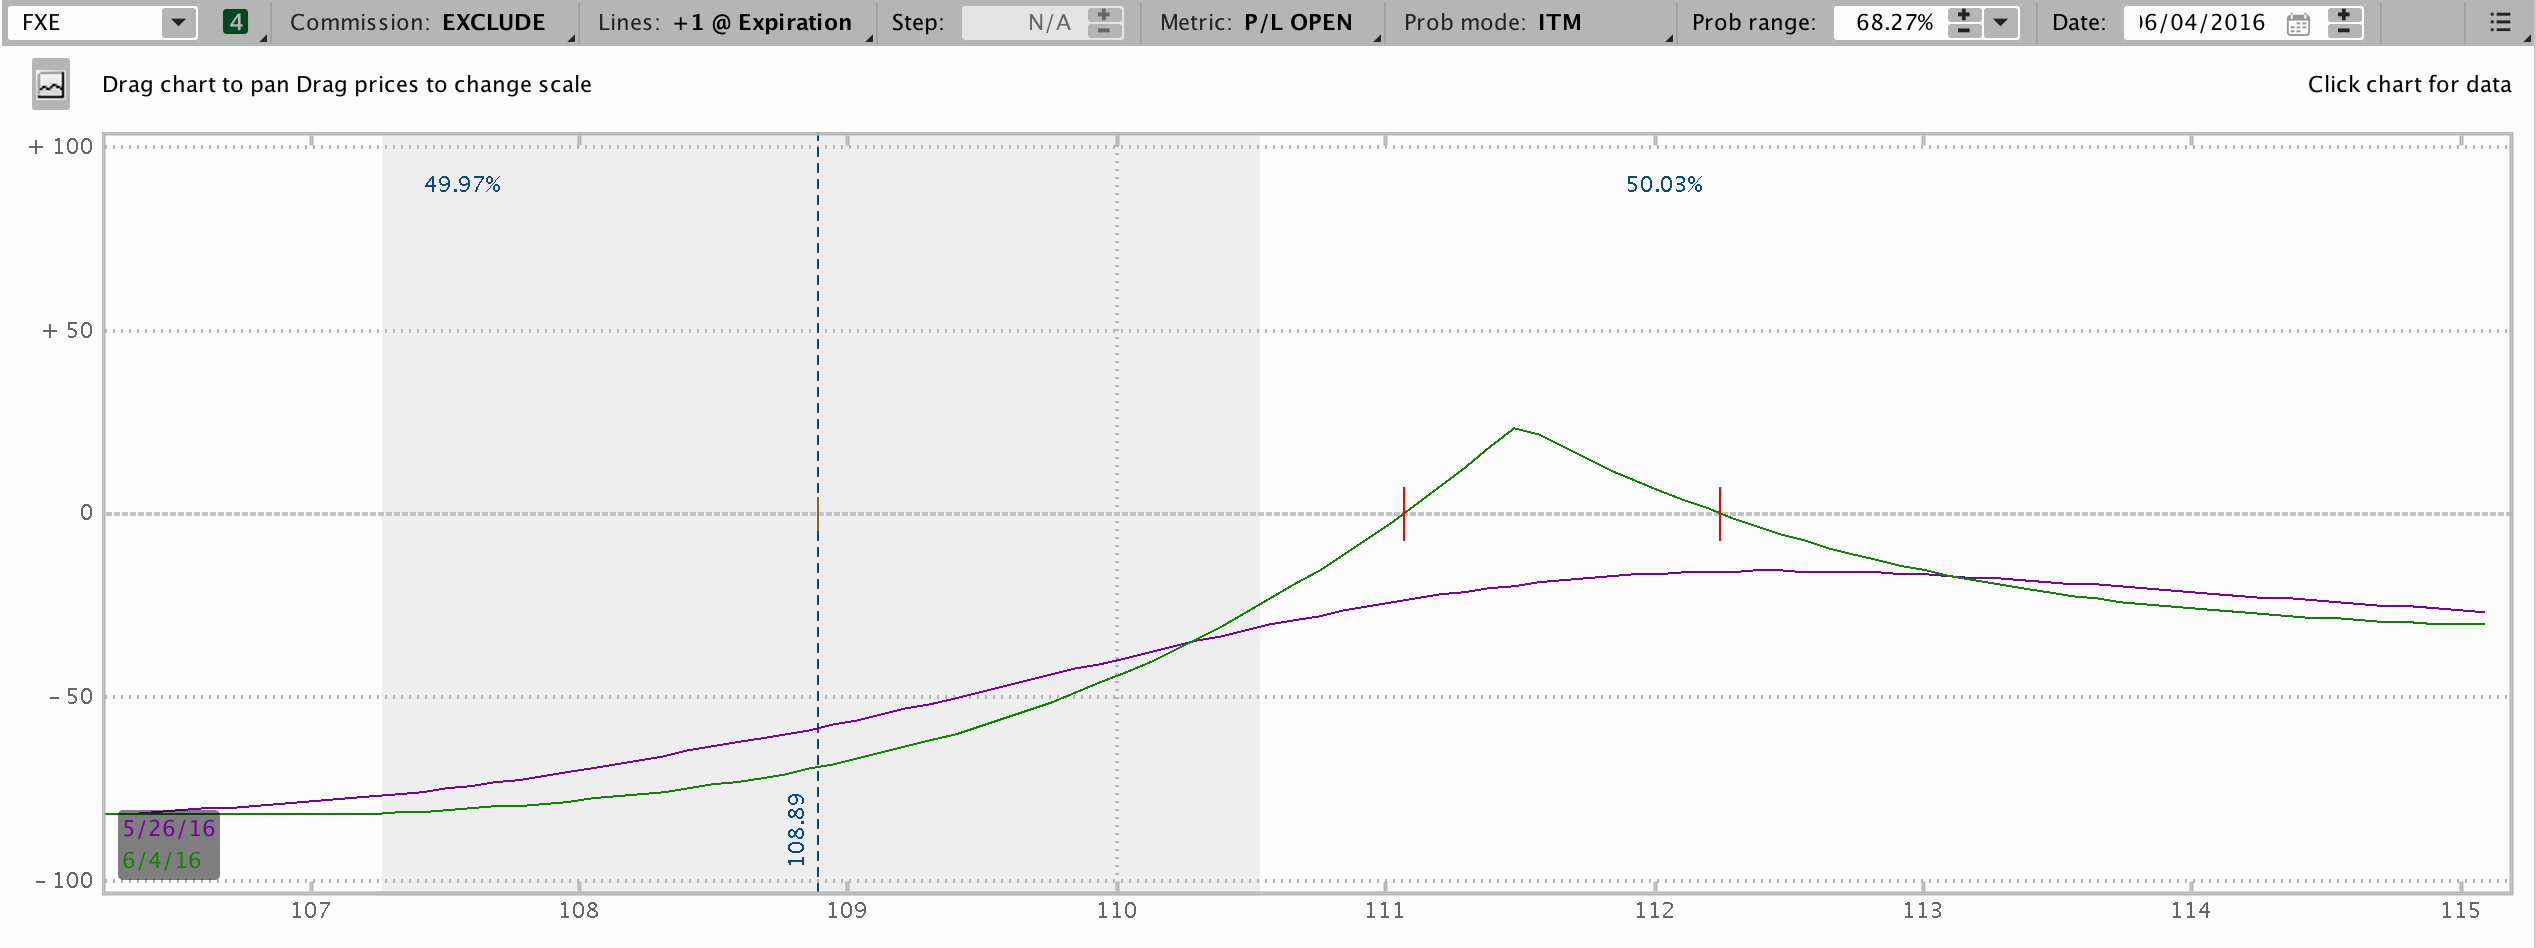 FXE 4 Commission: EXCLUDE Lines: +1 @ Expiration Step: N/A Metric: P/L OPEN Prob mode: ITM Prob range: 68.27% Date: 06/04/2016
Drag chart to pan Drag prices to change scale
Click chart for data
+ 100
49.97%
50.03%
+ 50
0
- 50
108.89
5/26/16
6/4/16
- 100
107 108 109 110 111 112 113 114 115